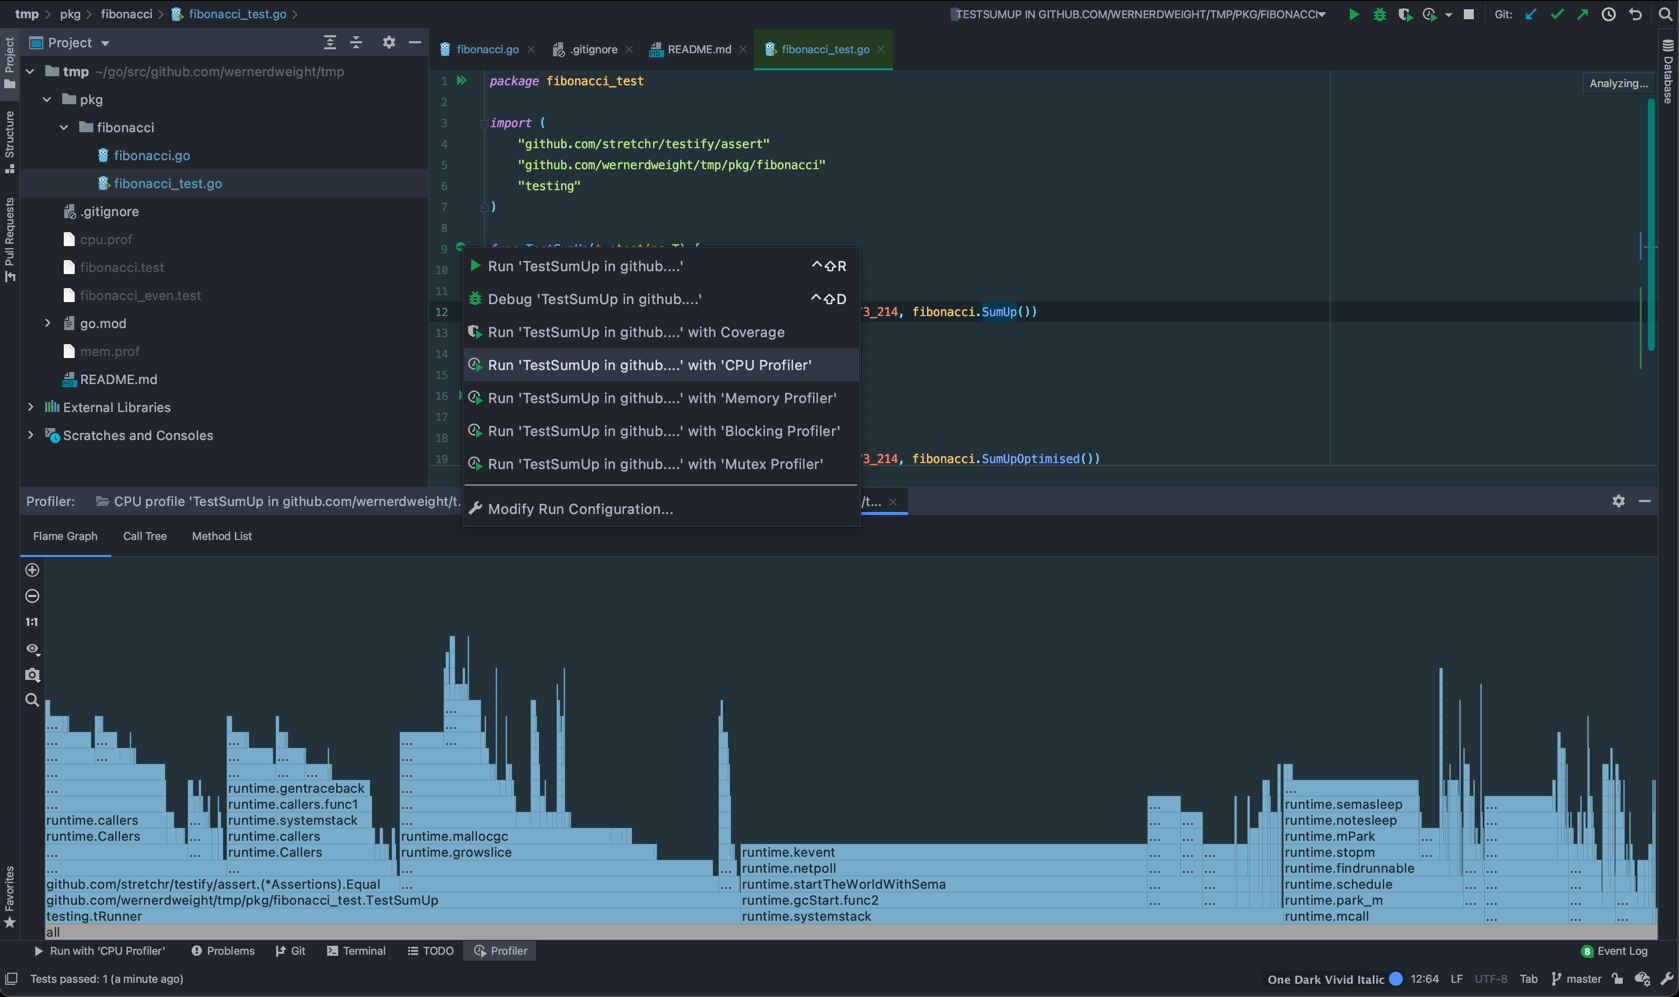 tmp pkg fibonacci fibonacci_test.go
TESTSUMUP IN GITHUB.COM/WERNERDWEIGHT/TMP/PKG/FIBONACCI
Git:
Project
fibonacci.go
.gitignore
README.md
fibonacci_test.go
Project
Structure
Pull Requests
Favorites
Database
tmp ~/go/src/github.com/wernerdweight/tmp
pkg
fibonacci
fibonacci.go
fibonacci_test.go
.gitignore
cpu.prof
fibonacci.test
fibonacci_even.test
go.mod
mem.prof
README.md
External Libraries
Scratches and Consoles
Analyzing...
1 package fibonacci_test
2
3 import (
4 "github.com/stretchr/testify/assert"
5 "github.com/wernerdweight/tmp/pkg/fibonacci"
6 "testing"
7 )
8
9
10
11
12 3_214, fibonacci.SumUp())
13
14
15
16
17
18
19 3_214, fibonacci.SumUpOptimised())
Run 'TestSumUp in github....' ^⇧R
Debug 'TestSumUp in github....' ^⇧D
Run 'TestSumUp in github....' with Coverage
Run 'TestSumUp in github....' with 'CPU Profiler'
Run 'TestSumUp in github....' with 'Memory Profiler'
Run 'TestSumUp in github....' with 'Blocking Profiler'
Run 'TestSumUp in github....' with 'Mutex Profiler'
Modify Run Configuration...
Profiler: CPU profile 'TestSumUp in github.com/wernerdweight/t. /t...
Flame Graph Call Tree Method List
1:1
runtime.gentraceback
runtime.callers.func1
runtime.semasleep
runtime.callers runtime.systemstack runtime.notesleep
runtime.Callers runtime.callers runtime.mallocgc runtime.mPark
runtime.Callers runtime.growslice runtime.kevent runtime.stopm
runtime.netpoll runtime.findrunnable
github.com/stretchr/testify/assert.(*Assertions).Equal ... runtime.startTheWorldWithSema runtime.schedule
github.com/wernerdweight/tmp/pkg/fibonacci_test.TestSumUp runtime.gcStart.func2 runtime.park_m
testing.tRunner runtime.systemstack runtime.mcall
all
Run with 'CPU Profiler' Problems Git Terminal TODO Profiler 8 Event Log
Tests passed: 1 (a minute ago) One Dark Vivid Italic 12:64 LF UTF-8 Tab master